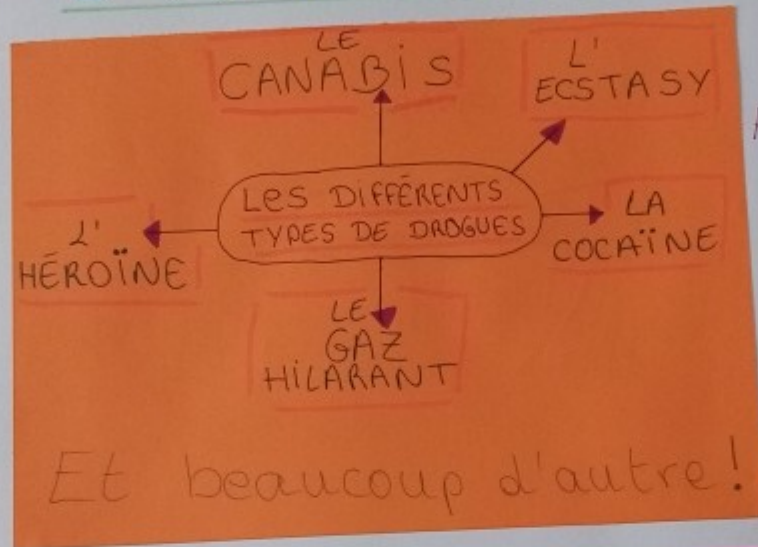 LE
CANABIS
L'
ECSTASY
LES DIFFÉRENTS
TYPES DE DROGUES
LA
COCAÏNE
L'
HÉROÏNE
LE
GAZ
HILARANT
Et beaucoup d'autre!